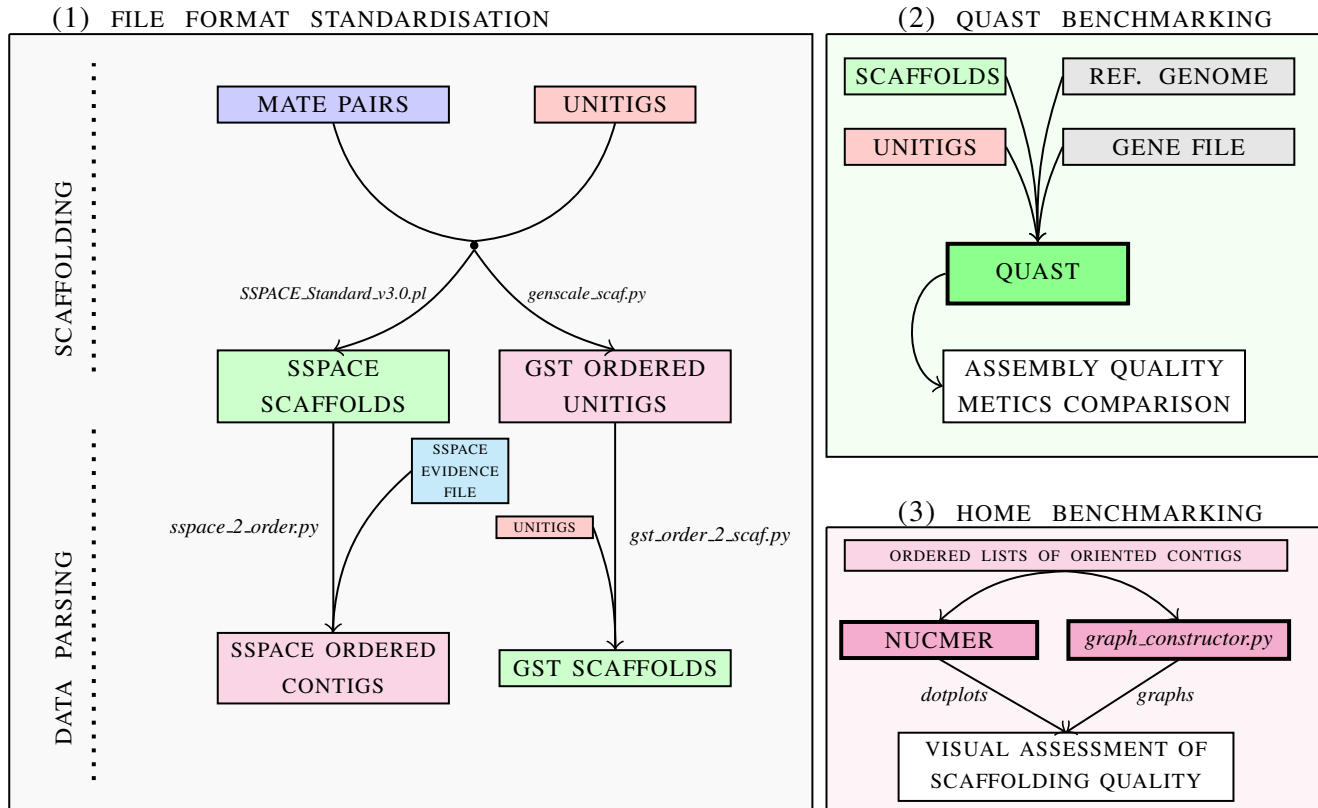 (1) FILE FORMAT STANDARDISATION
SCAFFOLDING
DATA PARSING
MATE PAIRS
UNITIGS
SSPACE_Standard_v3.0.pl
genscale_scaf.py
SSPACE
SCAFFOLDS
GST ORDERED
UNITIGS
SSPACE
EVIDENCE
FILE
UNITIGS
sspace_2_order.py
gst_order_2_scaf.py
SSPACE ORDERED
CONTIGS
GST SCAFFOLDS
(2) QUAST BENCHMARKING
SCAFFOLDS
REF. GENOME
UNITIGS
GENE FILE
QUAST
ASSEMBLY QUALITY
METICS COMPARISON
(3) HOME BENCHMARKING
ORDERED LISTS OF ORIENTED CONTIGS
NUCMER
graph_constructor.py
dotplots
graphs
VISUAL ASSESSMENT OF
SCAFFOLDING QUALITY